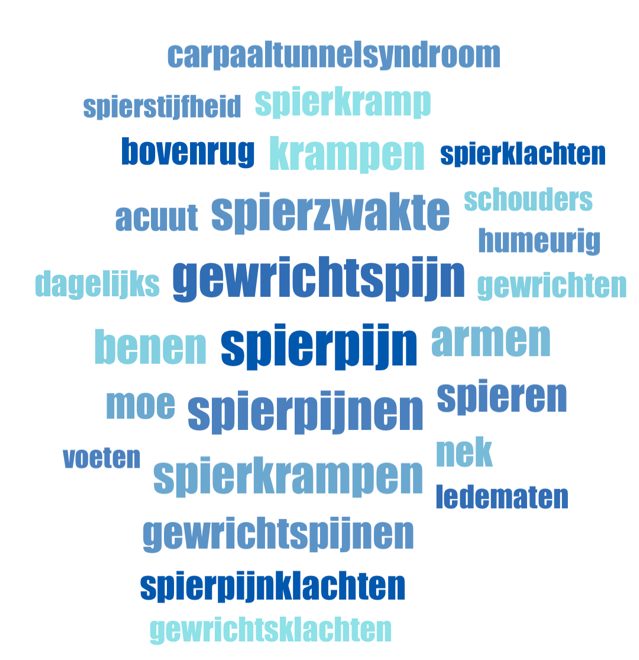 carpaaltunnelsyndroom
spierstijfheid spierkramp
bovenrug krampen spierklachten
acuut spierzwakte schouders
humeurig
dagelijks gewrichtspijn gewrichten
benen spierpijn armen
moe spierpijnen spieren
voeten spierkrampen nek
ledematen
gewrichtspijnen
spierpijnklachten
gewrichtsklachten